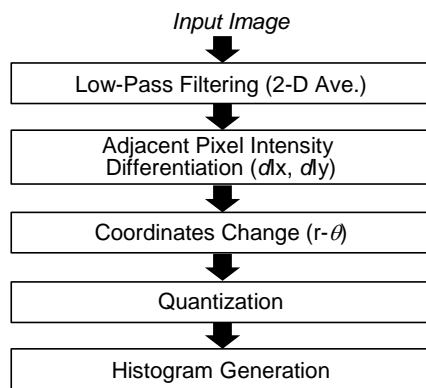 Input Image
Low-Pass Filtering (2-D Ave.)
Adjacent Pixel Intensity
Differentiation (dIx, dIy)
Coordinates Change (r-θ)
Quantization
Histogram Generation